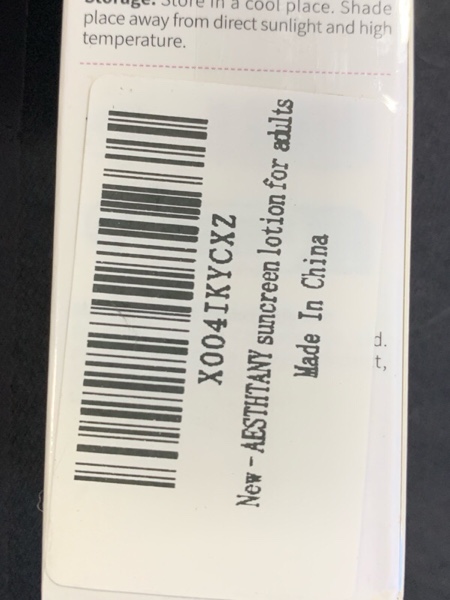 Storage: Store in a cool place. Shade
place away from direct sunlight and high
temperature.
X004IKYCXZ
New - AESTHTANY suncreen lotion for adults
Made In China
d.
t,